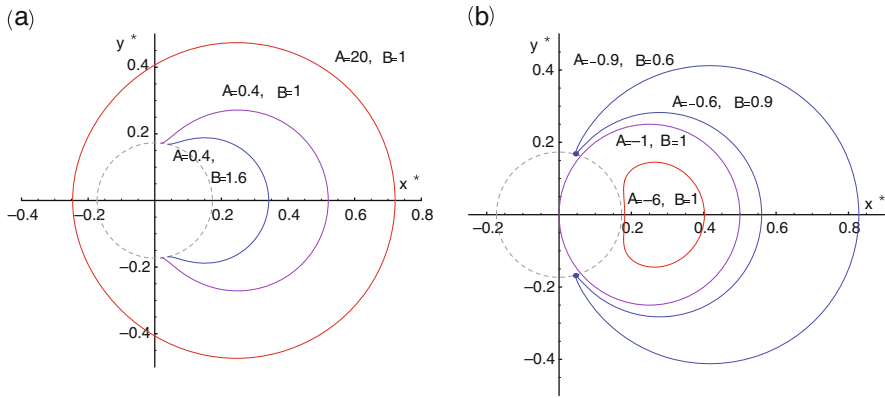 (a)
y *
0.4
A=20, B=1
A=0.4, B=1
0.2
A=0.4,
B=1.6
x *
−0.4 −0.2 0.2 0.4 0.6 0.8
−0.2
−0.4
(b)
y *
0.4
A=−0.9, B=0.6
A=−0.6, B=0.9
0.2
A=−1, B=1
A=−6, B=1
x *
−0.2 0.2 0.4 0.6 0.8
−0.2
−0.4